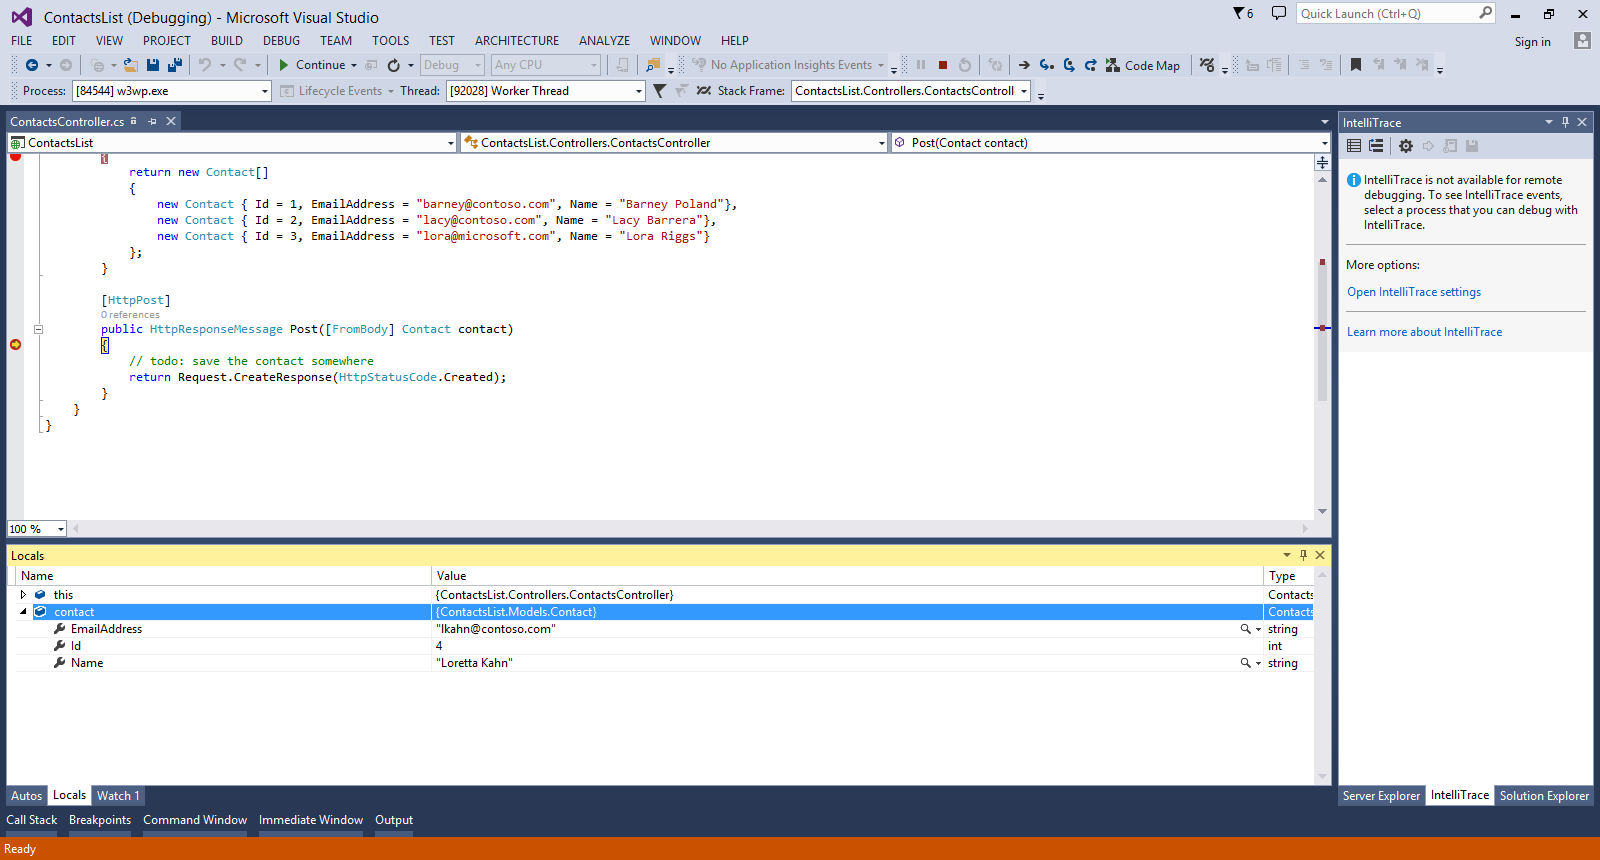 ContactsList (Debugging) - Microsoft Visual Studio
6
Quick Launch (Ctrl+Q)
FILE EDIT VIEW PROJECT BUILD DEBUG TEAM TOOLS TEST ARCHITECTURE ANALYZE WINDOW HELP
Sign in
Continue Debug Any CPU No Application Insights Events Code Map
Process: [84544] w3wp.exe Lifecycle Events Thread: [92028] Worker Thread Stack Frame: ContactsList.Controllers.ContactsControll
ContactsController.cs
ContactsList ContactsList.Controllers.ContactsController Post(Contact contact)
{
return new Contact[]
{
new Contact { Id = 1, EmailAddress = "barney@contoso.com", Name = "Barney Poland"},
new Contact { Id = 2, EmailAddress = "lacy@contoso.com", Name = "Lacy Barrera"},
new Contact { Id = 3, EmailAddress = "lora@microsoft.com", Name = "Lora Riggs"}
};
}
[HttpPost]
0 references
public HttpResponseMessage Post([FromBody] Contact contact)
{
// todo: save the contact somewhere
return Request.CreateResponse(HttpStatusCode.Created);
}
}
}
100 %
Locals
Name Value Type
this {ContactsList.Controllers.ContactsController} Contacts
contact {ContactsList.Models.Contact} Contacts
EmailAddress "lkahn@contoso.com" string
Id 4 int
Name "Loretta Kahn" string
Autos Locals Watch 1
Call Stack Breakpoints Command Window Immediate Window Output
Ready
IntelliTrace
IntelliTrace is not available for remote
debugging. To see IntelliTrace events,
select a process that you can debug with
IntelliTrace.
More options:
Open IntelliTrace settings
Learn more about IntelliTrace
Server Explorer IntelliTrace Solution Explorer